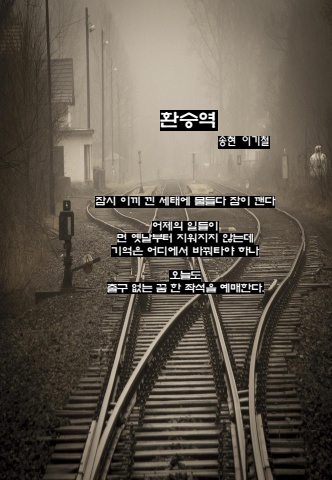 환승역
송현 이기철
잠시 이끼 낀 세태에 물들다 잠이 깬다
어제의 일들이
먼 옛날부터 지워지지 않는데
기억은 어디에서 바꿔타야 하나
오늘도
출구 없는 꿈 한 좌석을 예매한다.